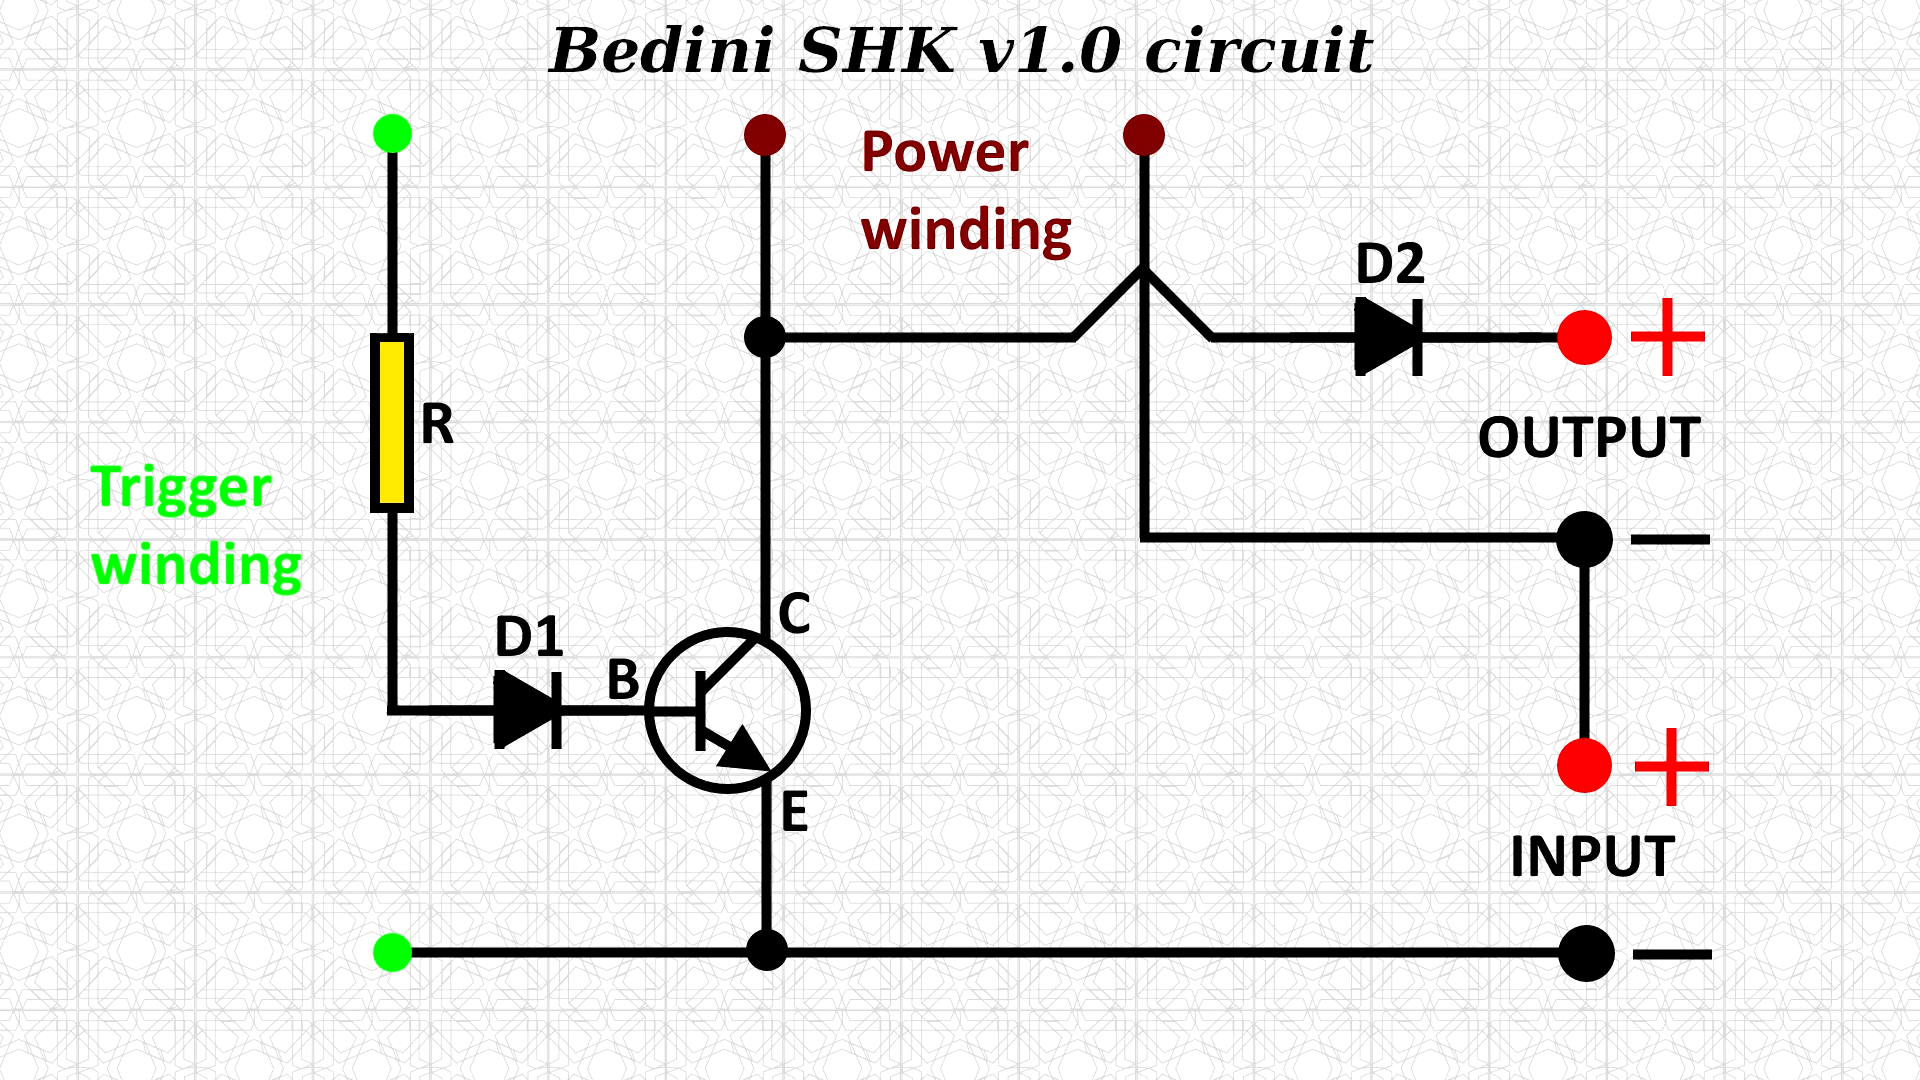 Bedini SHK v1.0 circuit
Power
winding
D2
+
OUTPUT
R
Trigger
winding
−
D1
C
B
E
+
INPUT
−